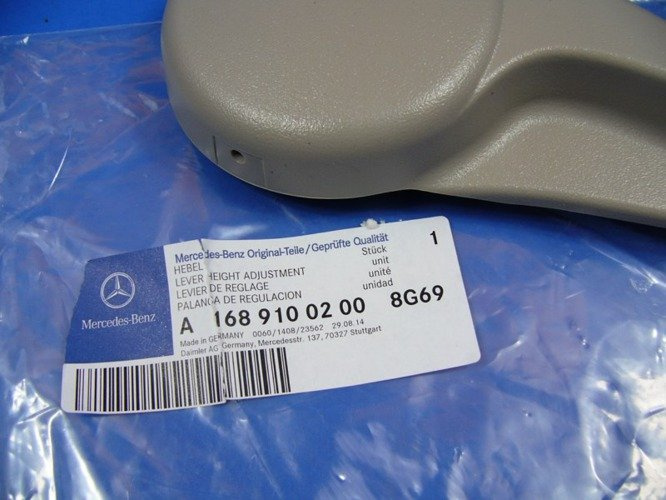 Mercedes-Benz Original-Teile/Geprüfte Qualität
HEBEL Stück 1
LEVER HEIGHT ADJUSTMENT unit
LEVIER DE REGLAGE unité
PALANCA DE REGULACION unidad
A 168 910 02 00 8G69
Made in GERMANY 0060/1408/23562 29.08.14
Daimler AG Germany, Mercedesstr. 137,70327 Stuttgart
Mercedes-Benz